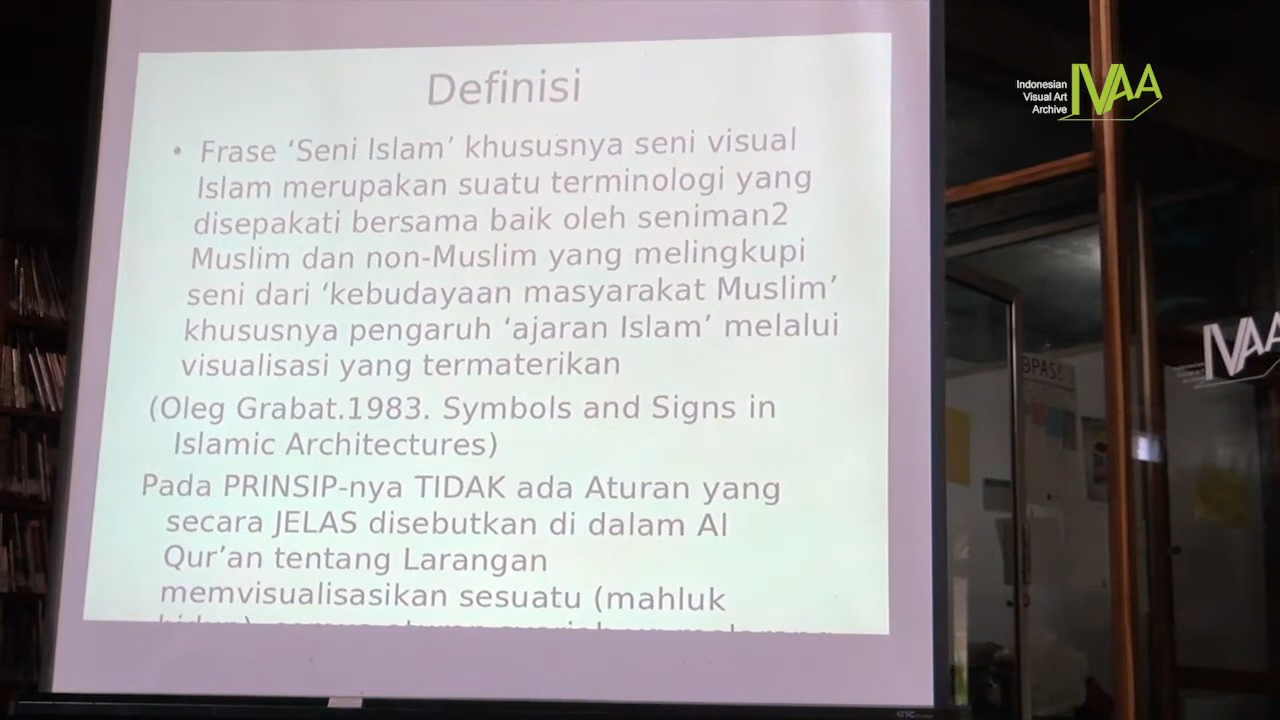 Definisi
• Frase ‘Seni Islam’ khususnya seni visual
Islam merupakan suatu terminologi yang
disepakati bersama baik oleh seniman2
Muslim dan non-Muslim yang melingkupi
seni dari ‘kebudayaan masyarakat Muslim’
khususnya pengaruh ‘ajaran Islam’ melalui
visualisasi yang termaterikan
(Oleg Grabat.1983. Symbols and Signs in
Islamic Architectures)
Pada PRINSIP-nya TIDAK ada Aturan yang
secara JELAS disebutkan di dalam Al
Qur’an tentang Larangan
memvisualisasikan sesuatu (mahluk
Indonesian
Visual Art
Archive
IVAA
IVAA